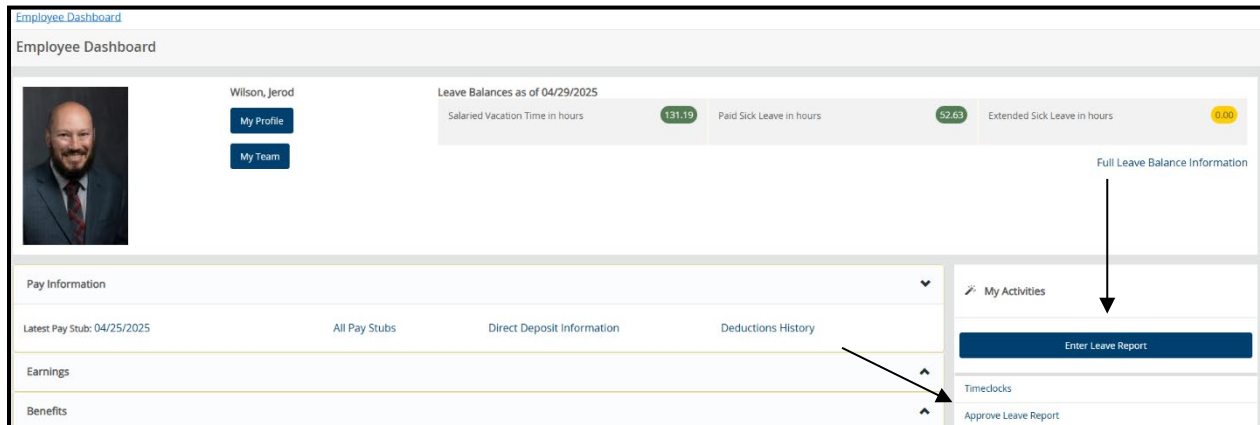 Employee Dashboard
Employee Dashboard
Wilson, Jerod
My Profile
My Team
Leave Balances as of 04/29/2025
Salaried Vacation Time in hours 131.19 Paid Sick Leave in hours 52.63 Extended Sick Leave in hours 0.00
Full Leave Balance Information
Pay Information
Latest Pay Stub: 04/25/2025 All Pay Stubs Direct Deposit Information Deductions History
Earnings
Benefits
My Activities
Enter Leave Report
Timeclocks
Approve Leave Report